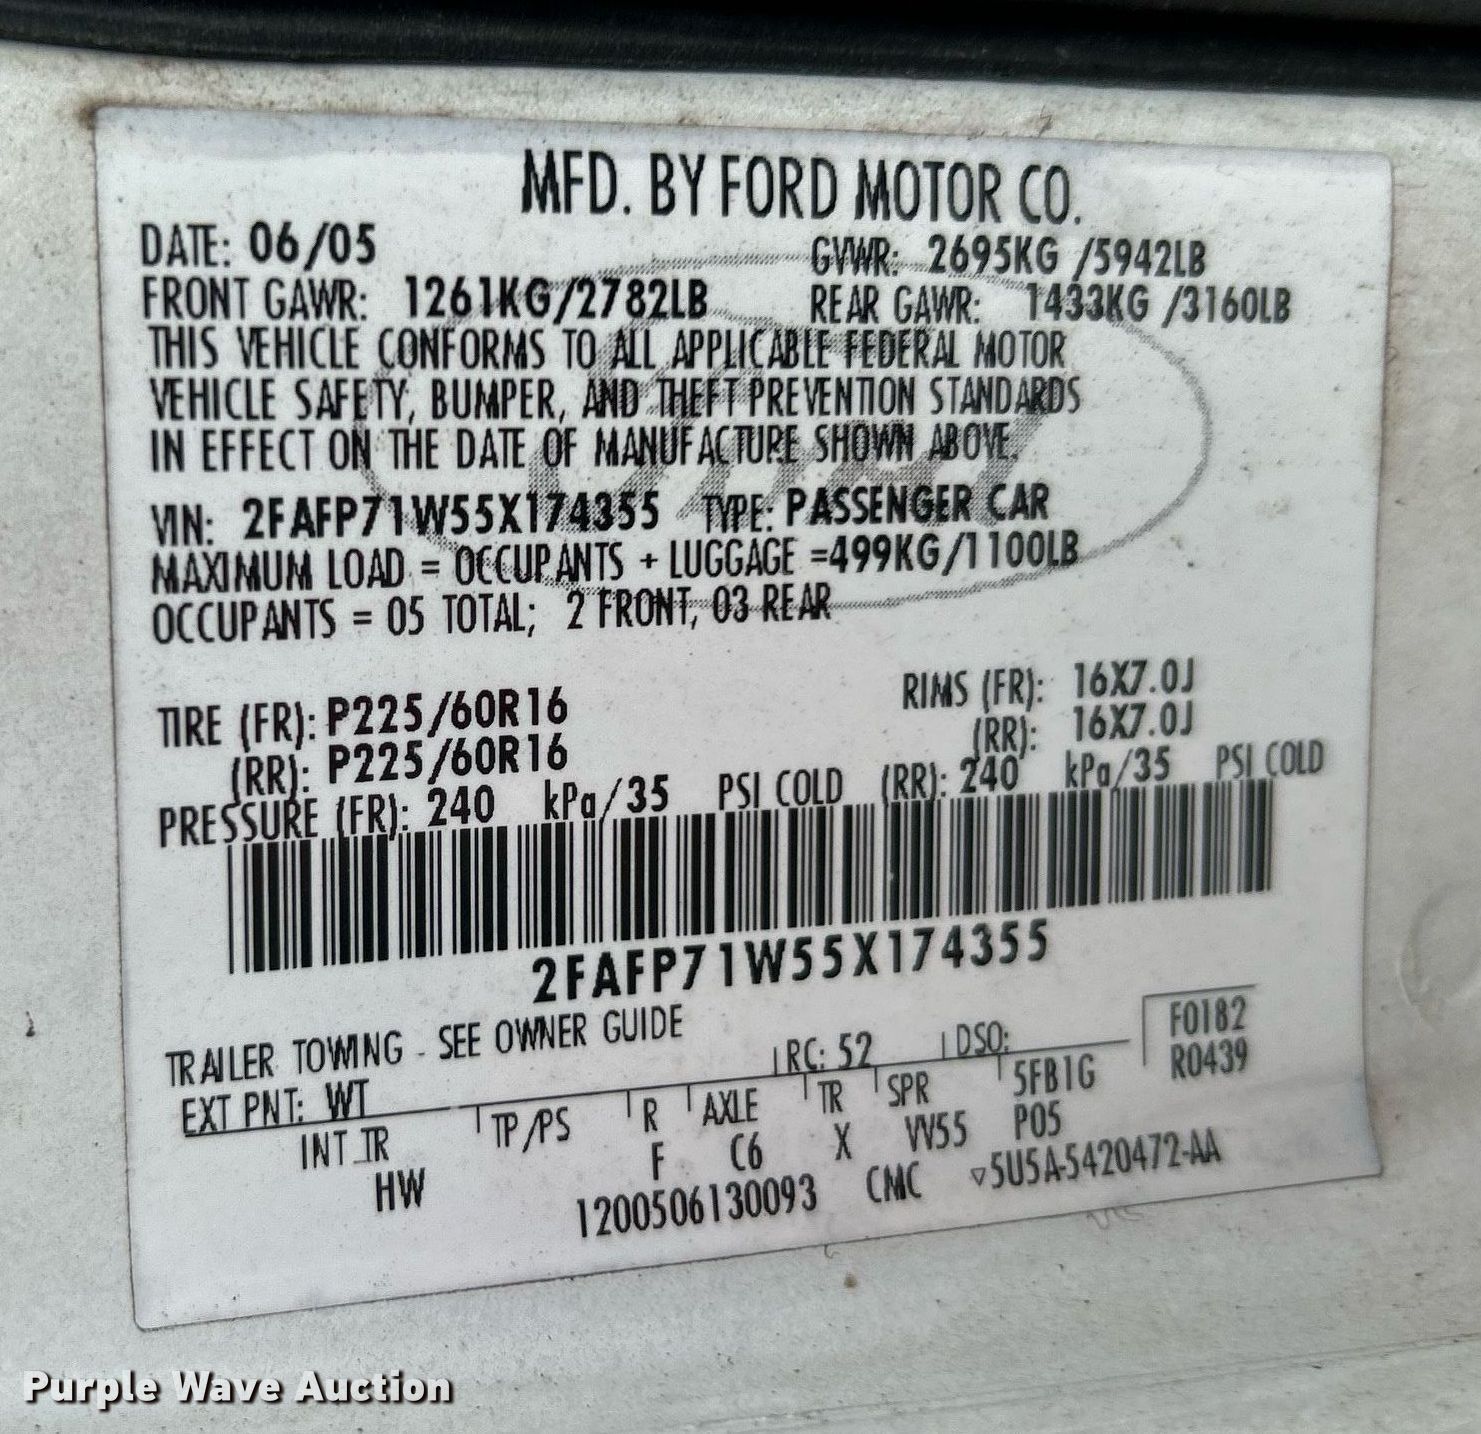 MFD. BY FORD MOTOR CO.
DATE: 06/05 GVWR: 2695KG /5942LB
FRONT GAWR: 1261KG/2782LB REAR GAWR: 1433KG /3160LB
THIS VEHICLE CONFORMS TO ALL APPLICABLE FEDERAL MOTOR
VEHICLE SAFETY, BUMPER, AND THEFT PREVENTION STANDARDS
IN EFFECT ON THE DATE OF MANUFACTURE SHOWN ABOVE.
VIN: 2FAFP71W55X174355 TYPE: PASSENGER CAR
MAXIMUM LOAD = OCCUPANTS + LUGGAGE =499KG/1100LB
OCCUPANTS = 05 TOTAL; 2 FRONT, 03 REAR
TIRE (FR): P225/60R16 RIMS (FR): 16X7.0J
(RR): P225/60R16 (RR): 16X7.0J
PRESSURE (FR): 240 kPa/35 PSI COLD (RR): 240 kPa/35 PSI COLD
2FAFP71W55X174355
TRAILER TOWING - SEE OWNER GUIDE
EXT PNT: WT RC: 52 DSO: F0182
R0439
INT TR TP/PS R AXLE TR SPR 5FB1G
HW F C6 X VV55 P05
1200506130093 CMC ▿5U5A-5420472-AA
Purple Wave Auction